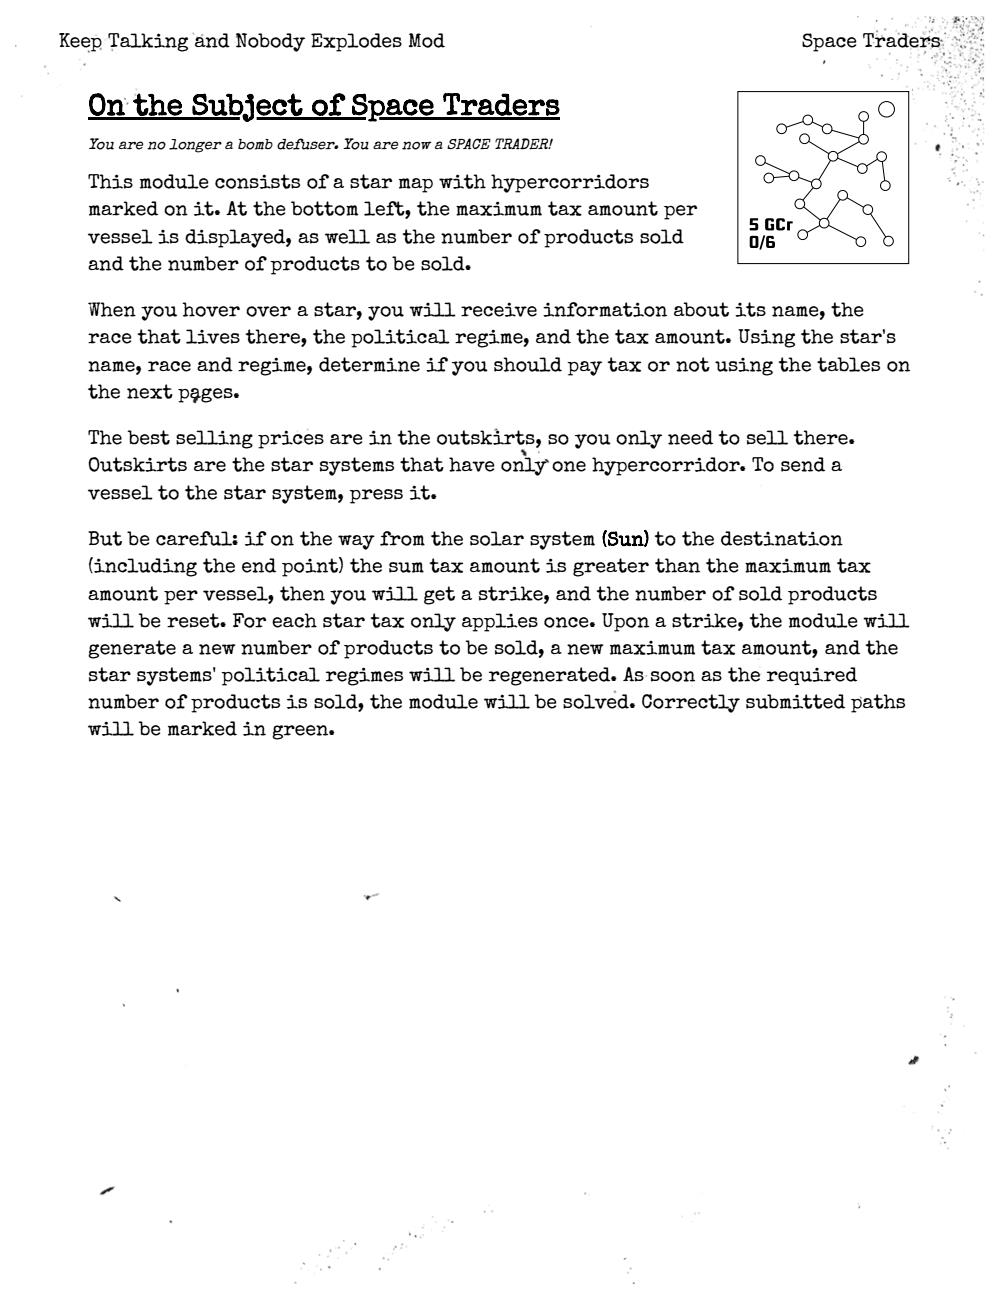 Keep Talking and Nobody Explodes Mod
Space Traders
On the Subject of Space Traders
You are no longer a bomb defuser. You are now a SPACE TRADER!
This module consists of a star map with hypercorridors
marked on it. At the bottom left, the maximum tax amount per
vessel is displayed, as well as the number of products sold
and the number of products to be sold.
5 GCr
0/6
When you hover over a star, you will receive information about its name, the
race that lives there, the political regime, and the tax amount. Using the star's
name, race and regime, determine if you should pay tax or not using the tables on
the next pages.
The best selling prices are in the outskirts, so you only need to sell there.
Outskirts are the star systems that have only one hypercorridor. To send a
vessel to the star system, press it.
But be careful: if on the way from the solar system (Sun) to the destination
(including the end point) the sum tax amount is greater than the maximum tax
amount per vessel, then you will get a strike, and the number of sold products
will be reset. For each star tax only applies once. Upon a strike, the module will
generate a new number of products to be sold, a new maximum tax amount, and the
star systems' political regimes will be regenerated. As soon as the required
number of products is sold, the module will be solved. Correctly submitted paths
will be marked in green.